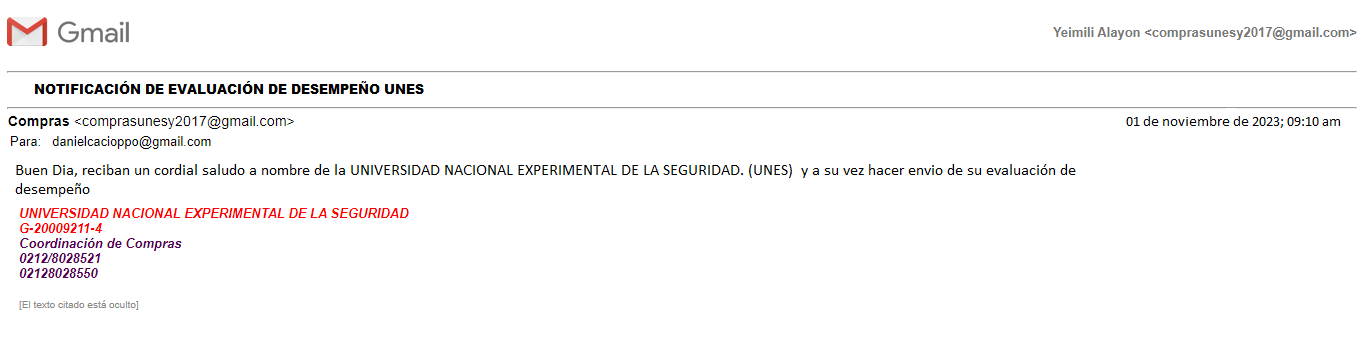 Gmail
Yeimili Alayon <comprasunesy2017@gmail.com>
NOTIFICACIÓN DE EVALUACIÓN DE DESEMPEÑO UNES
Compras <comprasunesy2017@gmail.com>
01 de noviembre de 2023; 09:10 am
Para: danielcacioppo@gmail.com
Buen Dia, reciban un cordial saludo a nombre de la UNIVERSIDAD NACIONAL EXPERIMENTAL DE LA SEGURIDAD. (UNES) y a su vez hacer envio de su evaluación de
desempeño
UNIVERSIDAD NACIONAL EXPERIMENTAL DE LA SEGURIDAD
G-20009211-4
Coordinación de Compras
0212/8028521
02128028550
[El texto citado está oculto]